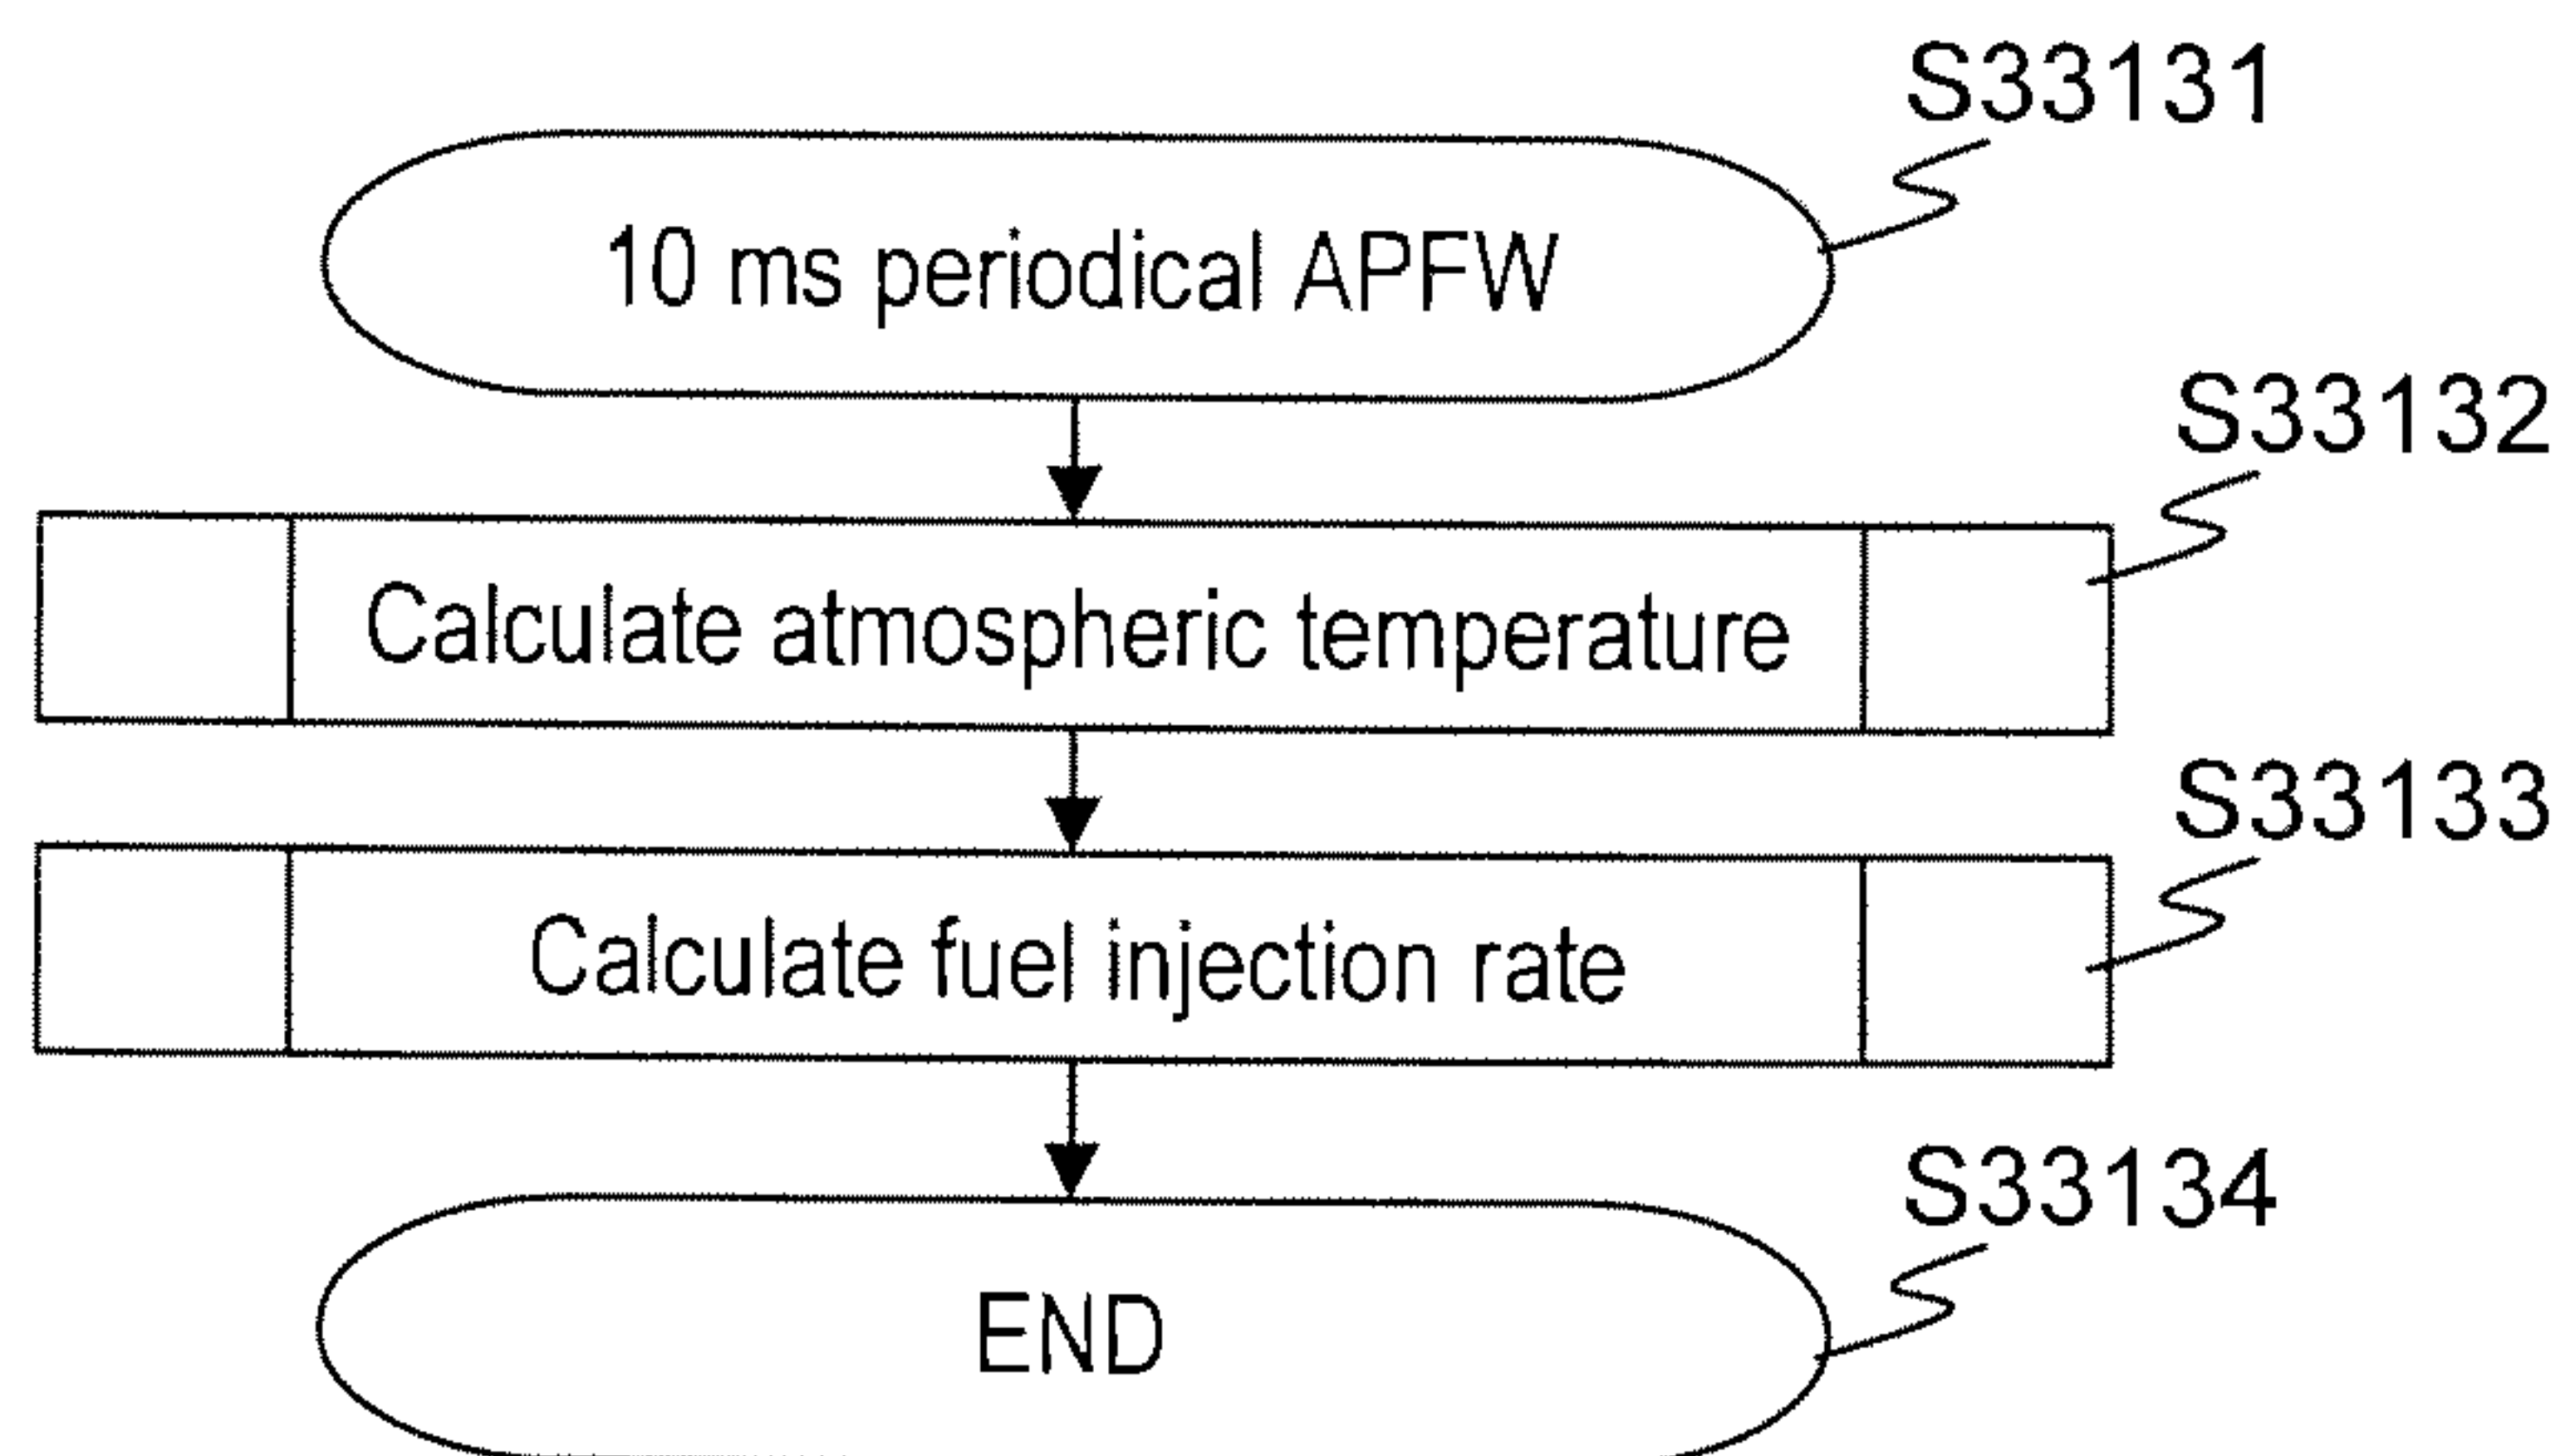 S33131
10 ms periodical APFW
S33132
Calculate atmospheric temperature
S33133
Calculate fuel injection rate
S33134
END